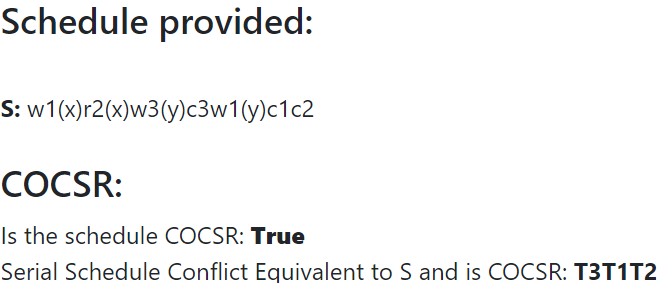 Schedule provided:
S: w1(x)r2(x)w3(y)c3w1(y)c1c2
COCSR:
Is the schedule COCSR: True
Serial Schedule Conflict Equivalent to S and is COCSR: T3T1T2